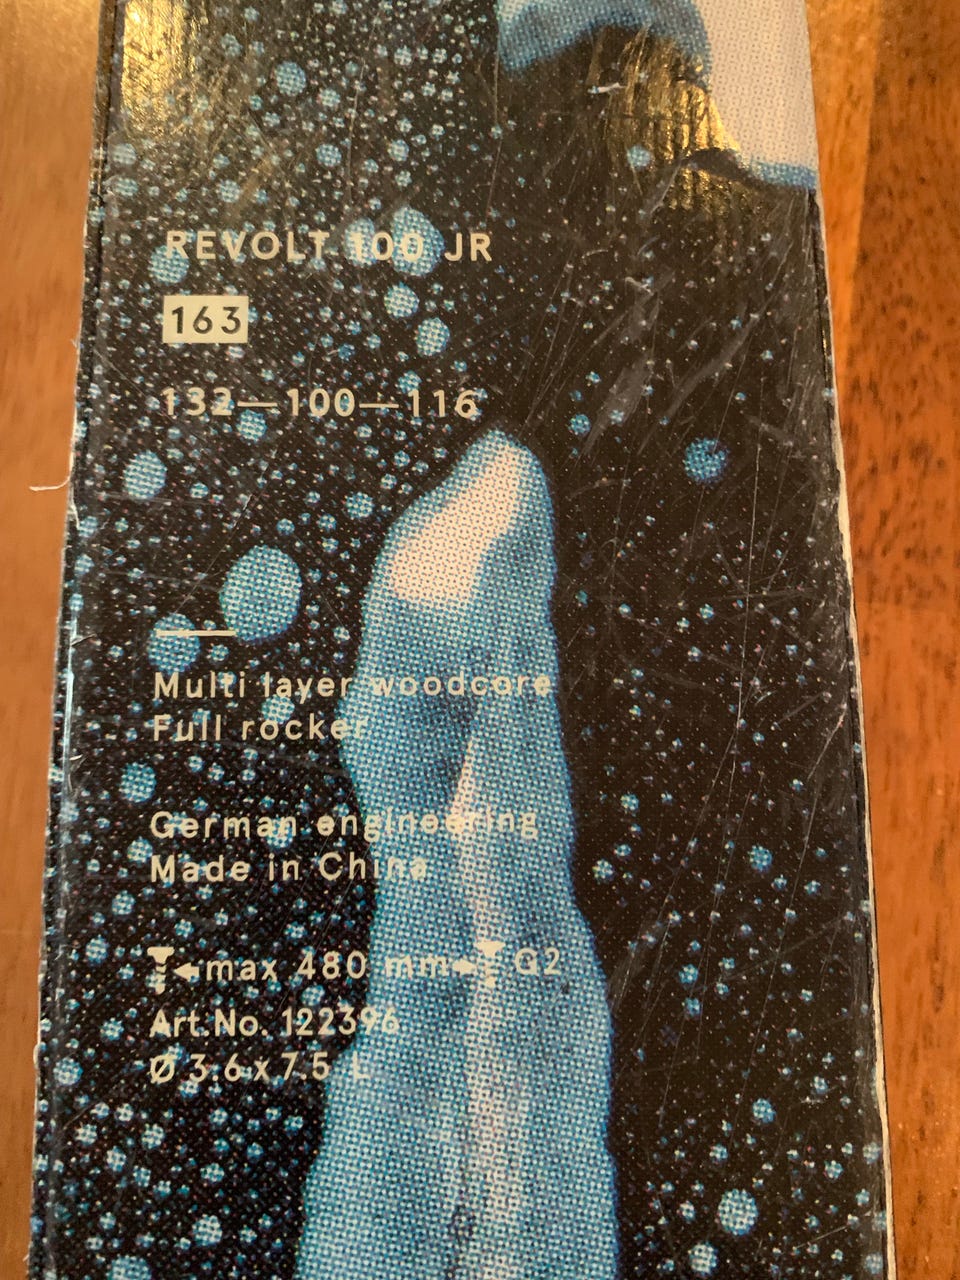 REVOLT 100 JR
163
132—100—116
Multi layer woodcore
Full rocker
German engineering
Made in China
max 480 mm G2
Art.No. 122396
Ø 3.6 x 7.5 L